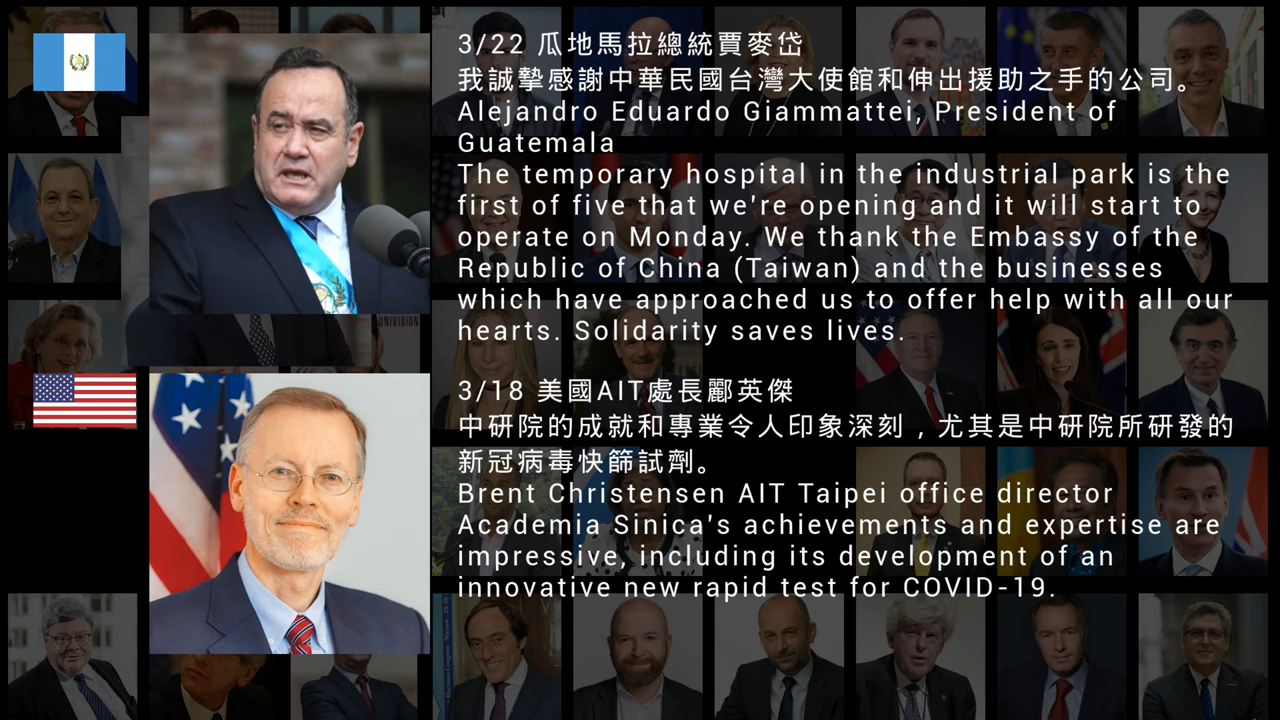 3/22 瓜地馬拉總統賈麥岱
我誠摯感謝中華民國台灣大使館和伸出援助之手的公司。
Alejandro Eduardo Giammattei, President of
Guatemala
The temporary hospital in the industrial park is the
first of five that we're opening and it will start to
operate on Monday. We thank the Embassy of the
Republic of China (Taiwan) and the businesses
which have approached us to offer help with all our
hearts. Solidarity saves lives.
UNIVISION
3/18 美國AIT處長酈英傑
中研院的成就和專業令人印象深刻，尤其是中研院所研發的
新冠病毒快篩試劑。
Brent Christensen AIT Taipei office director
Academia Sinica's achievements and expertise are
impressive, including its development of an
innovative new rapid test for COVID-19.